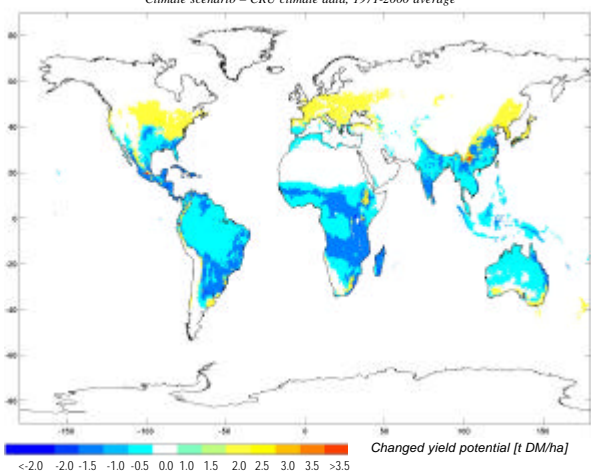 Climate scenario – CRU climate data, 1971-2000 average
80
60
40
20
0
-20
-40
-60
-80
-150 -100 -50 0 50 100 150
Changed yield potential [t DM/ha]
<-2.0 -2.0 -1.5 -1.0 -0.5 0.0 1.0 1.5 2.0 2.5 3.0 3.5 >3.5